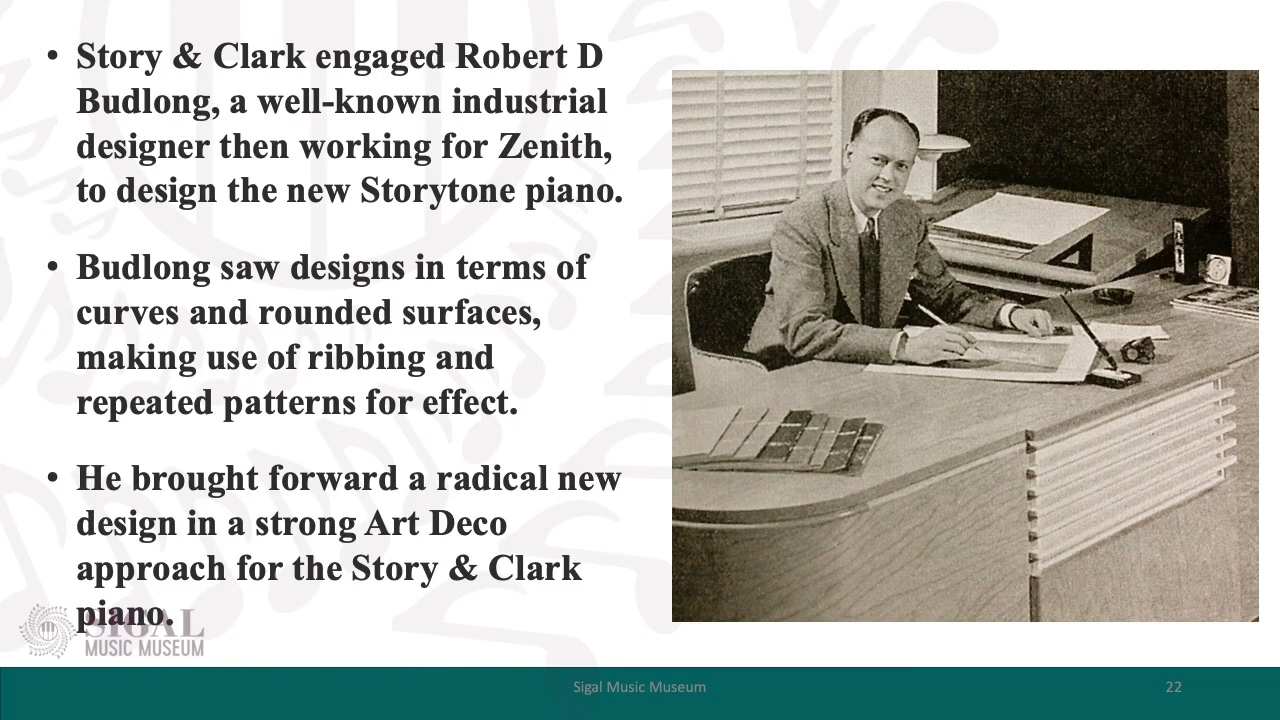 • Story & Clark engaged Robert D
Budlong, a well-known industrial
designer then working for Zenith,
to design the new Storytone piano.
• Budlong saw designs in terms of
curves and rounded surfaces,
making use of ribbing and
repeated patterns for effect.
• He brought forward a radical new
design in a strong Art Deco
approach for the Story & Clark
piano.
SIGAL
MUSIC MUSEUM
Sigal Music Museum
22